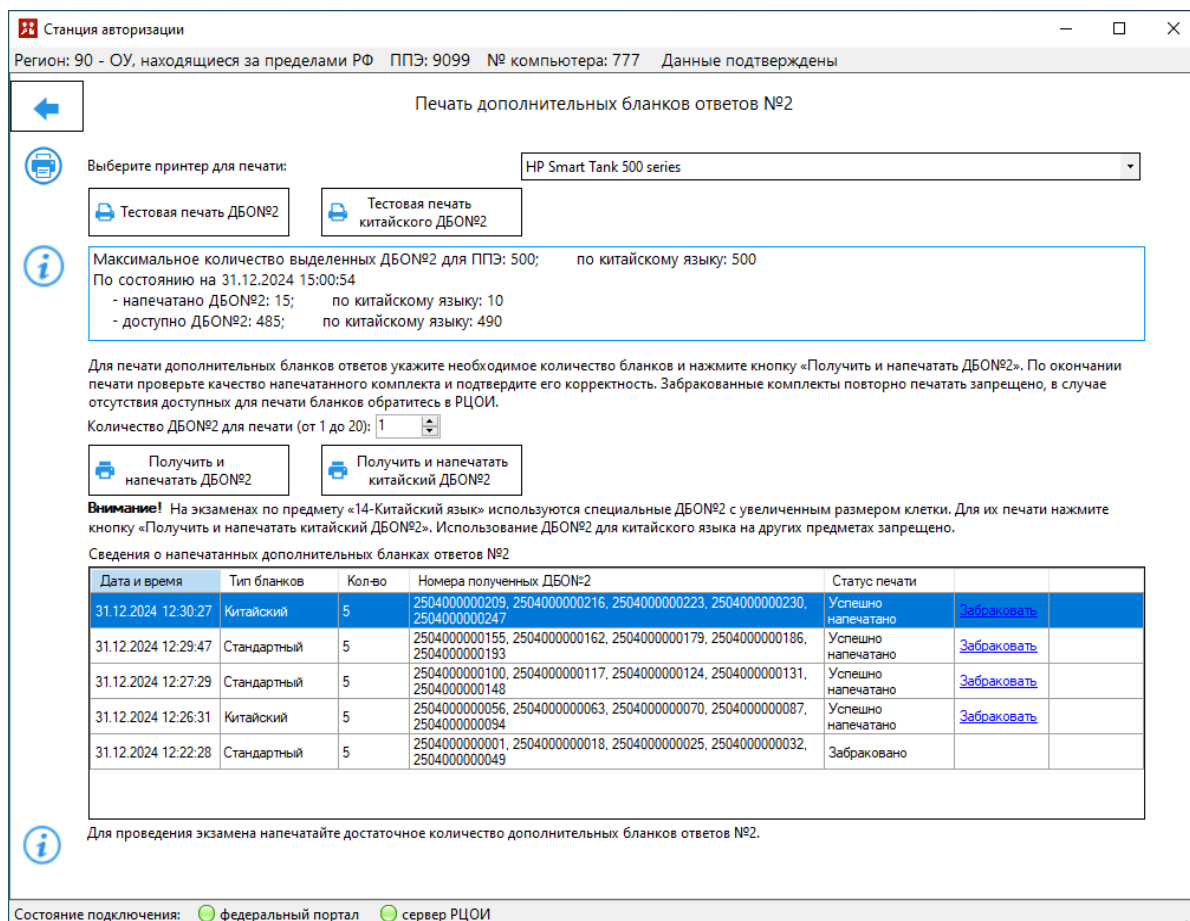 Станция авторизации
Регион: 90 - ОУ, находящиеся за пределами РФ ППЭ: 9099 № компьютера: 777 Данные подтверждены
Печать дополнительных бланков ответов №2
Выберите принтер для печати:
HP Smart Tank 500 series
Тестовая печать ДБО№2
Тестовая печать
китайского ДБО№2
Максимальное количество выделенных ДБО№2 для ППЭ: 500; по китайскому языку: 500
По состоянию на 31.12.2024 15:00:54
- напечатано ДБО№2: 15; по китайскому языку: 10
- доступно ДБО№2: 485; по китайскому языку: 490
Для печати дополнительных бланков ответов укажите необходимое количество бланков и нажмите кнопку «Получить и напечатать ДБО№2». По окончании
печати проверьте качество напечатанного комплекта и подтвердите его корректность. Забракованные комплекты повторно печатать запрещено, в случае
отсутствия доступных для печати бланков обратитесь в РЦОИ.
Количество ДБО№2 для печати (от 1 до 20): 1
Получить и
напечатать ДБО№2
Получить и напечатать
китайский ДБО№2
Внимание! На экзаменах по предмету «14-Китайский язык» используются специальные ДБО№2 с увеличенным размером клетки. Для их печати нажмите
кнопку «Получить и напечатать китайский ДБО№2». Использование ДБО№2 для китайского языка на других предметах запрещено.
Сведения о напечатанных дополнительных бланках ответов №2
Дата и время Тип бланков Кол-во Номера полученных ДБО№2 Статус печати
31.12.2024 12:30:27 Китайский 5 2504000000209, 2504000000216, 2504000000223, 2504000000230,
2504000000247 Успешно
напечатано Забраковать
31.12.2024 12:29:47 Стандартный 5 2504000000155, 2504000000162, 2504000000179, 2504000000186,
2504000000193 Успешно
напечатано Забраковать
31.12.2024 12:27:29 Стандартный 5 2504000000100, 2504000000117, 2504000000124, 2504000000131,
2504000000148 Успешно
напечатано Забраковать
31.12.2024 12:26:31 Китайский 5 2504000000056, 2504000000063, 2504000000070, 2504000000087,
2504000000094 Успешно
напечатано Забраковать
31.12.2024 12:22:28 Стандартный 5 2504000000001, 2504000000018, 2504000000025, 2504000000032,
2504000000049 Забраковано
Для проведения экзамена напечатайте достаточное количество дополнительных бланков ответов №2.
Состояние подключения: федеральный портал сервер РЦОИ